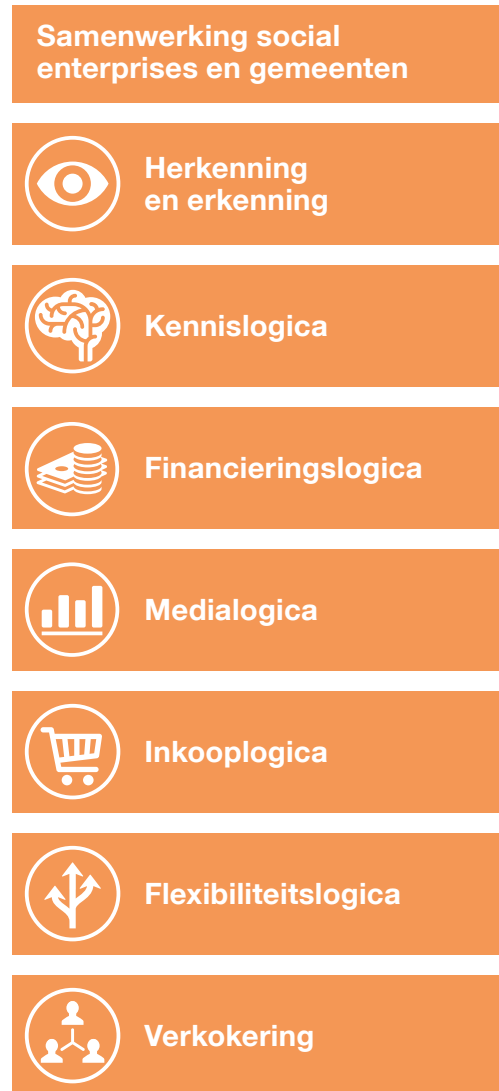 Samenwerking social
enterprises en gemeenten
Herkenning
en erkenning
Kennislogica
Financieringslogica
Medialogica
Inkooplogica
Flexibiliteitslogica
Verkokering